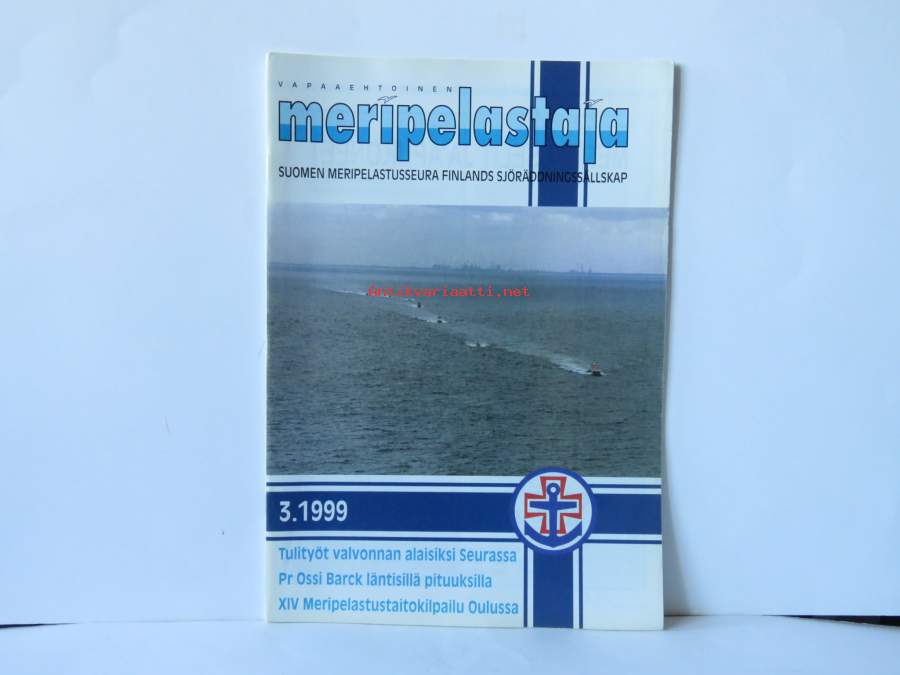 VAPAAEHTOINEN
meripelastaja
SUOMEN MERIPELASTUSSEURA FINLANDS SJÖRÄDDNINGSSÄLLSKAP
antikvariaatti.net
3.1999
Tulityöt valvonnan alaisiksi Seurassa
Pr Ossi Barck läntisillä pituuksilla
XIV Meripelastustaitokilpailu Oulussa